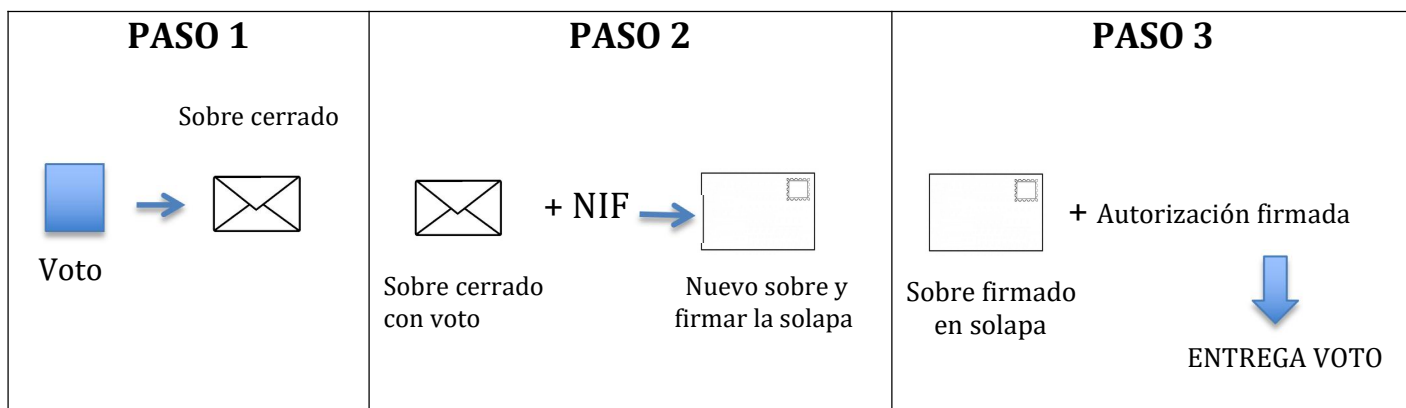 PASO 1
Sobre cerrado
Voto
PASO 2
+ NIF
Sobre cerrado
con voto
Nuevo sobre y
firmar la solapa
PASO 3
+ Autorización firmada
Sobre firmado
en solapa
ENTREGA VOTO